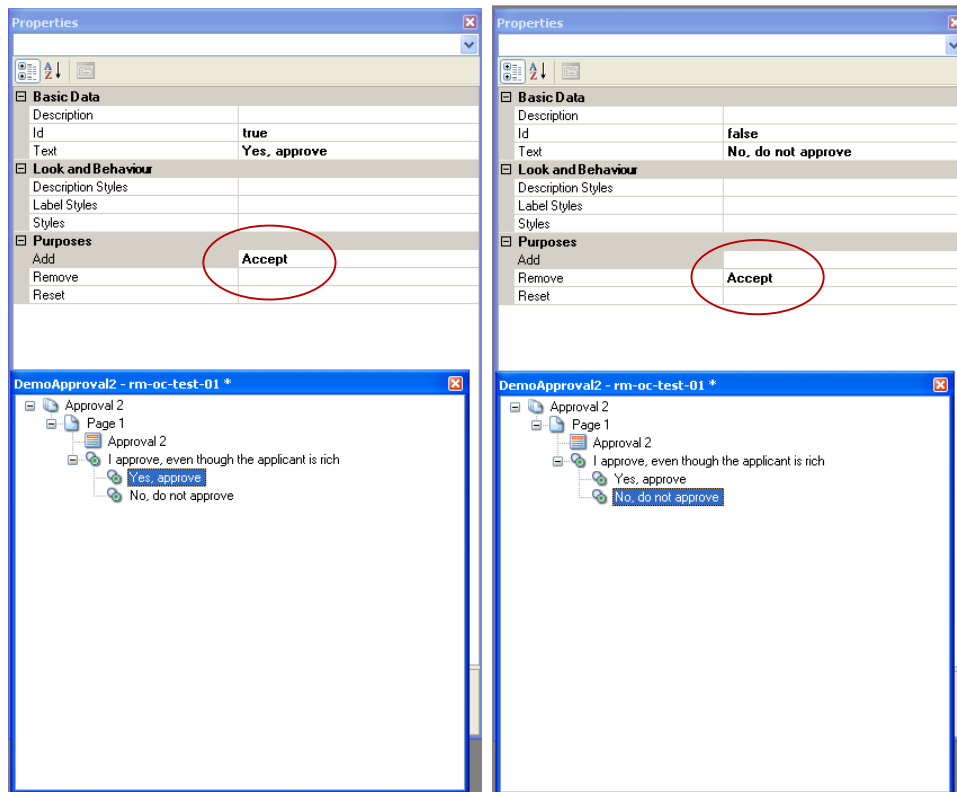 Properties
Basic Data
Description
Id true
Text Yes, approve
Look and Behaviour
Description Styles
Label Styles
Styles
Purposes
Add Accept
Remove
Reset
DemoApproval2 - rm-oc-test-01 *
Approval 2
Page 1
Approval 2
I approve, even though the applicant is rich
Yes, approve
No, do not approve
Properties
Basic Data
Description
Id false
Text No, do not approve
Look and Behaviour
Description Styles
Label Styles
Styles
Purposes
Add
Remove Accept
Reset
DemoApproval2 - rm-oc-test-01 *
Approval 2
Page 1
Approval 2
I approve, even though the applicant is rich
Yes, approve
No, do not approve